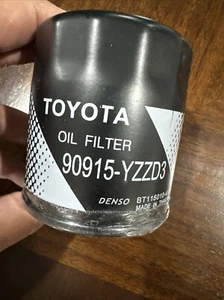 TOYOTA
OIL FILTER
90915-YZZD3
DENSO
MADE IN